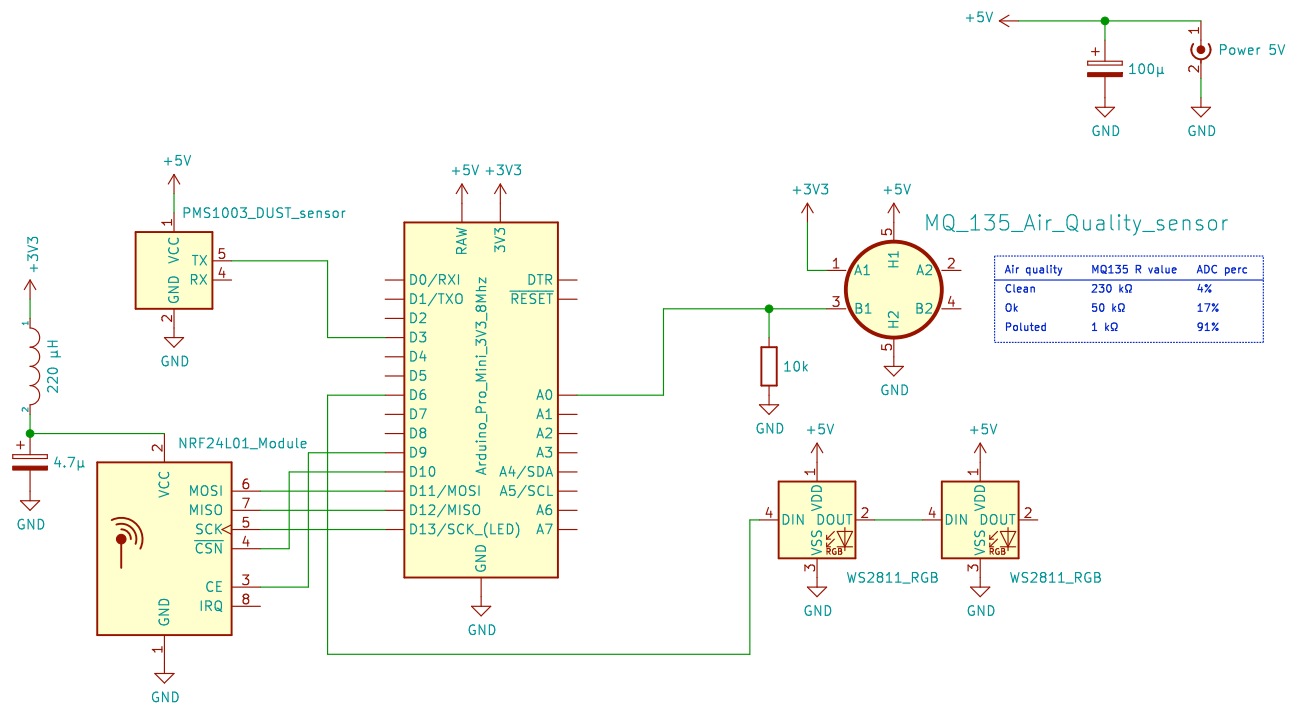 +5V
1
Power 5V
2
+
100µ
GND
GND
+5V
PMS1003_DUST_sensor
1
VCC
TX
5
RX
4
GND
2
GND
+3V3
1
220 µH
2
+
4.7µ
GND
NRF24L01_Module
2
VCC
MOSI
6
MISO
7
SCK
5
CSN
4
CE
3
IRQ
8
GND
1
GND
+5V +3V3
RAW
3V3
Arduino_Pro_Mini_3V3_8Mhz
D0/RXI
D1/TXO
D2
D3
D4
D5
D6
D7
D8
D9
D10
D11/MOSI
D12/MISO
D13/SCK_(LED)
DTR
RESET
A0
A1
A2
A3
A4/SDA
A5/SCL
A6
A7
GND
GND
+3V3
+5V
MQ_135_Air_Quality_sensor
5
H1
1
A1
A2
2
3
B1
B2
4
H2
5
GND
10k
GND
Air quality MQ135 R value ADC perc
Clean 230 kΩ 4%
Ok 50 kΩ 17%
Poluted 1 kΩ 91%
+5V
1
VDD
4
DIN
DOUT
2
VSS
RGB
3
WS2811_RGB
GND
+5V
1
VDD
4
DIN
DOUT
2
VSS
RGB
3
WS2811_RGB
GND